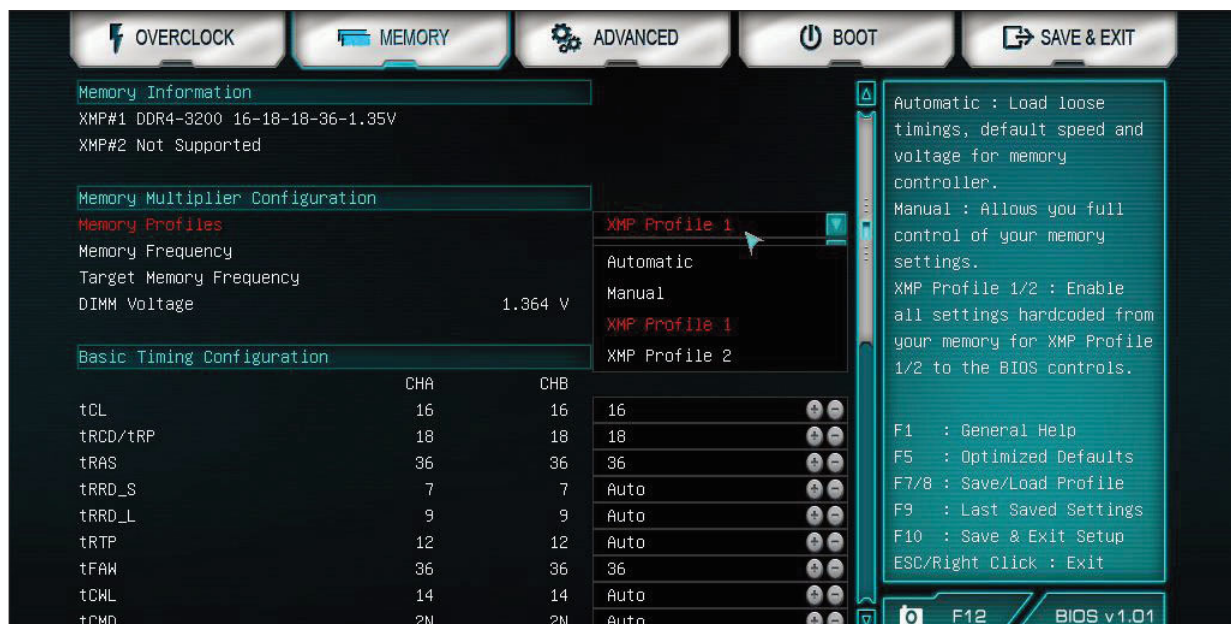 OVERCLOCK
MEMORY
ADVANCED
BOOT
SAVE & EXIT
Memory Information
XMP#1 DDR4-3200 16-18-18-36-1.35V
XMP#2 Not Supported
Memory Multiplier Configuration
Memory Profiles XMP Profile 1
Memory Frequency
Target Memory Frequency
DIMM Voltage 1.364 V
Automatic
Manual
XMP Profile 1
XMP Profile 2
Basic Timing Configuration
CHA CHB
tCL 16 16 16
tRCD/tRP 18 18 18
tRAS 36 36 36
tRRD_S 7 7 Auto
tRRD_L 9 9 Auto
tRTP 12 12 Auto
tFAW 36 36 36
tCWL 14 14 Auto
tCMD 2N 2N Auto
Automatic : Load loose
timings, default speed and
voltage for memory
controller.
Manual : Allows you full
control of your memory
settings.
XMP Profile 1/2 : Enable
all settings hardcoded from
your memory for XMP Profile
1/2 to the BIOS controls.
F1 : General Help
F5 : Optimized Defaults
F7/8 : Save/Load Profile
F9 : Last Saved Settings
F10 : Save & Exit Setup
ESC/Right Click : Exit
F12 BIOS v1.01